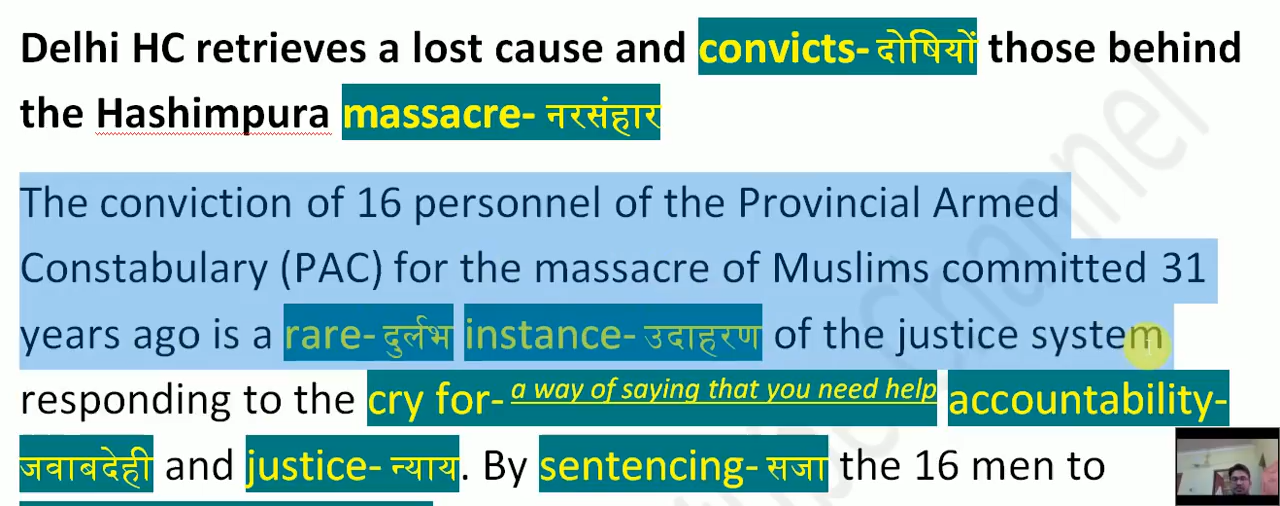 Delhi HC retrieves a lost cause and convicts- दोषियों those behind
the Hashimpura massacre- नरसंहार
The conviction of 16 personnel of the Provincial Armed
Constabulary (PAC) for the massacre of Muslims committed 31
years ago is a rare- दुर्लभ instance- उदाहरण of the justice system
responding to the cry for- a way of saying that you need help accountability-
जवाबदेही and justice- न्याय. By sentencing- सजा the 16 men to
Channel